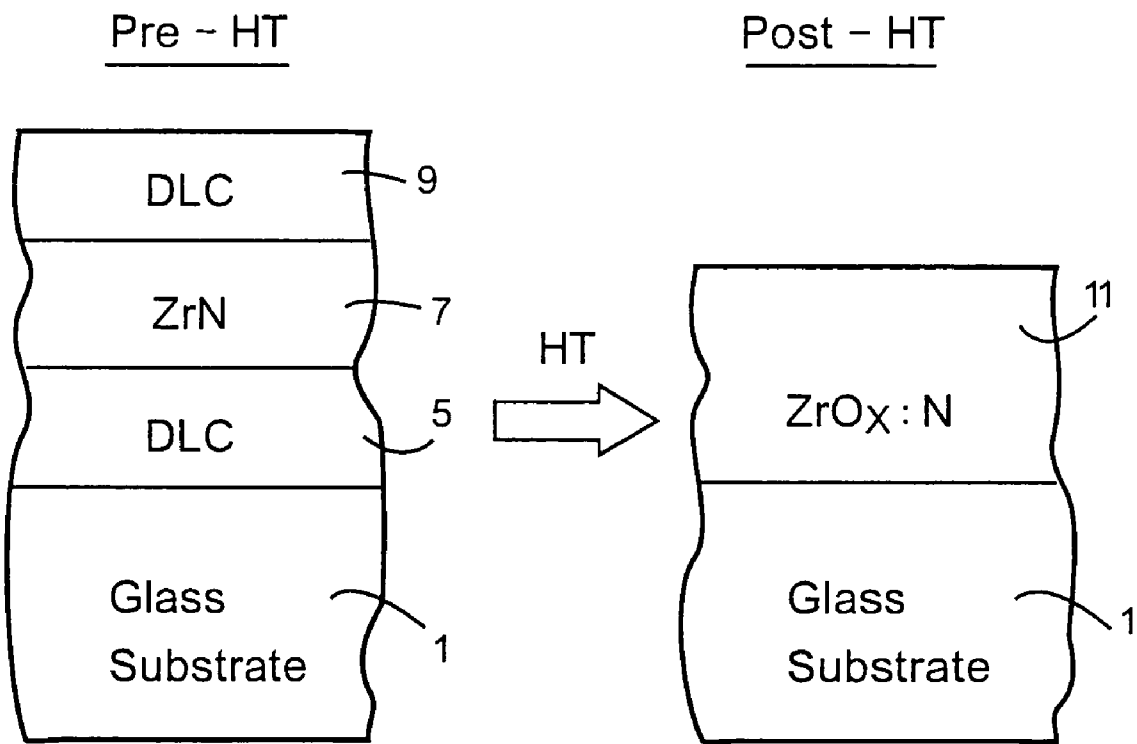 Pre - HT
DLC
9
ZrN
7
DLC
5
Glass
Substrate
1
HT
Post - HT
11
ZrOX : N
Glass
Substrate
1